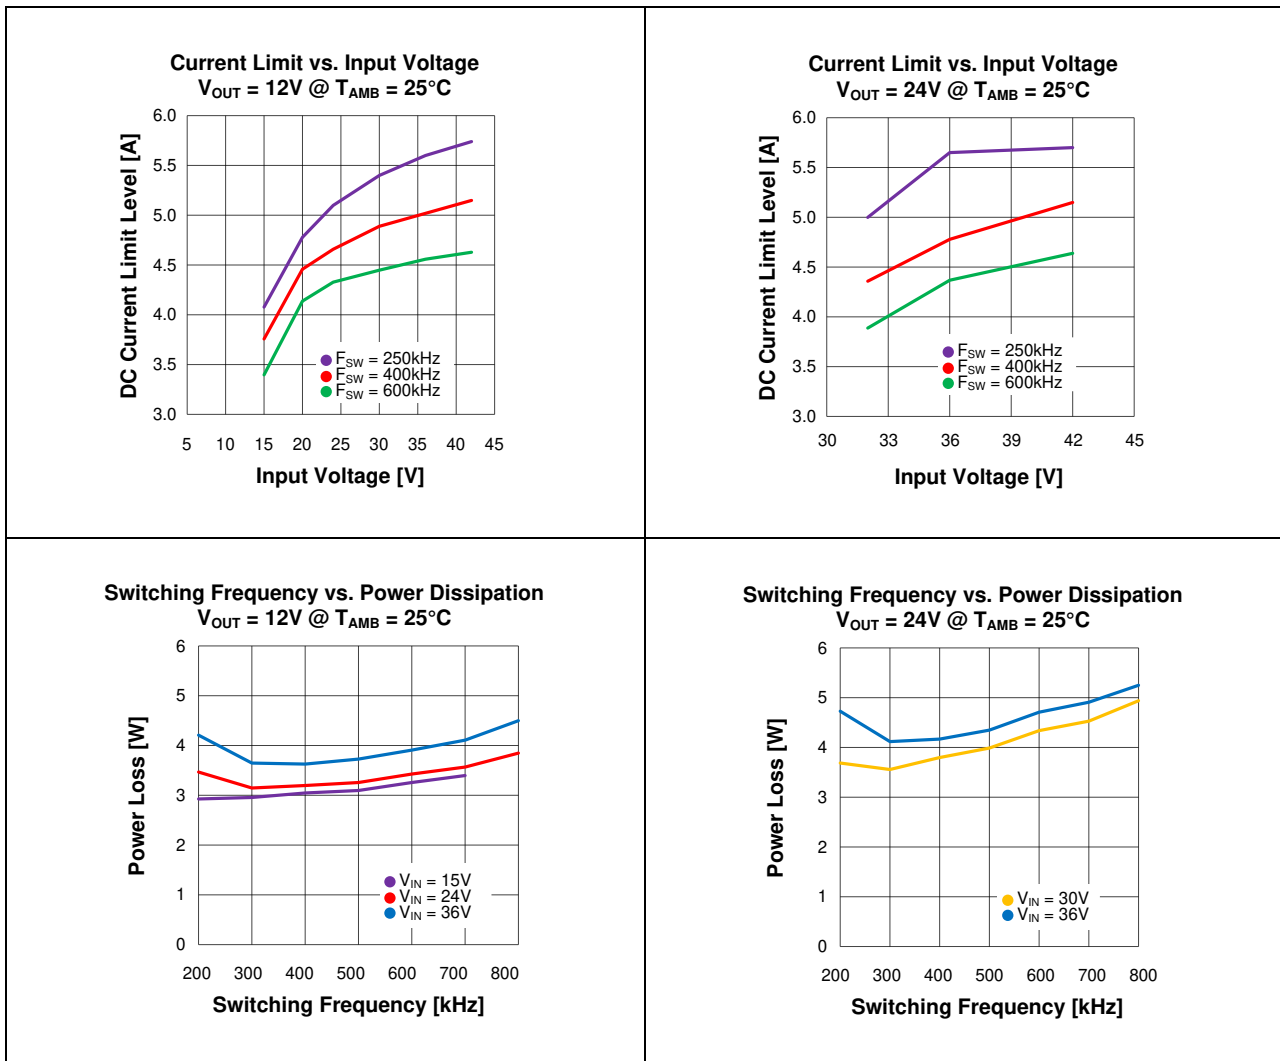 Current Limit vs. Input Voltage
VOUT = 12V @ TAMB = 25°C
DC Current Limit Level [A]
6.0
5.5
5.0
4.5
4.0
3.5
3.0
FSW = 250kHz
FSW = 400kHz
FSW = 600kHz
5 10 15 20 25 30 35 40 45
Input Voltage [V]
Current Limit vs. Input Voltage
VOUT = 24V @ TAMB = 25°C
DC Current Limit Level [A]
6.0
5.5
5.0
4.5
4.0
3.5
3.0
FSW = 250kHz
FSW = 400kHz
FSW = 600kHz
30 33 36 39 42 45
Input Voltage [V]
Switching Frequency vs. Power Dissipation
VOUT = 12V @ TAMB = 25°C
Power Loss [W]
6
5
4
3
2
1
0
VIN = 15V
VIN = 24V
VIN = 36V
200 300 400 500 600 700 800
Switching Frequency [kHz]
Switching Frequency vs. Power Dissipation
VOUT = 24V @ TAMB = 25°C
Power Loss [W]
6
5
4
3
2
1
0
VIN = 30V
VIN = 36V
200 300 400 500 600 700 800
Switching Frequency [kHz]